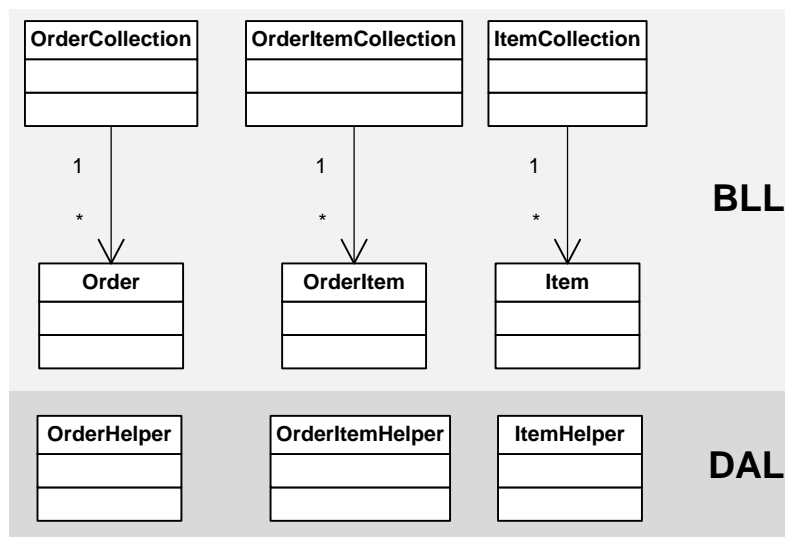 OrderCollection OrderItemCollection ItemCollection
1 1 1
* * *
BLL
Order OrderItem Item
OrderHelper OrderItemHelper ItemHelper
DAL